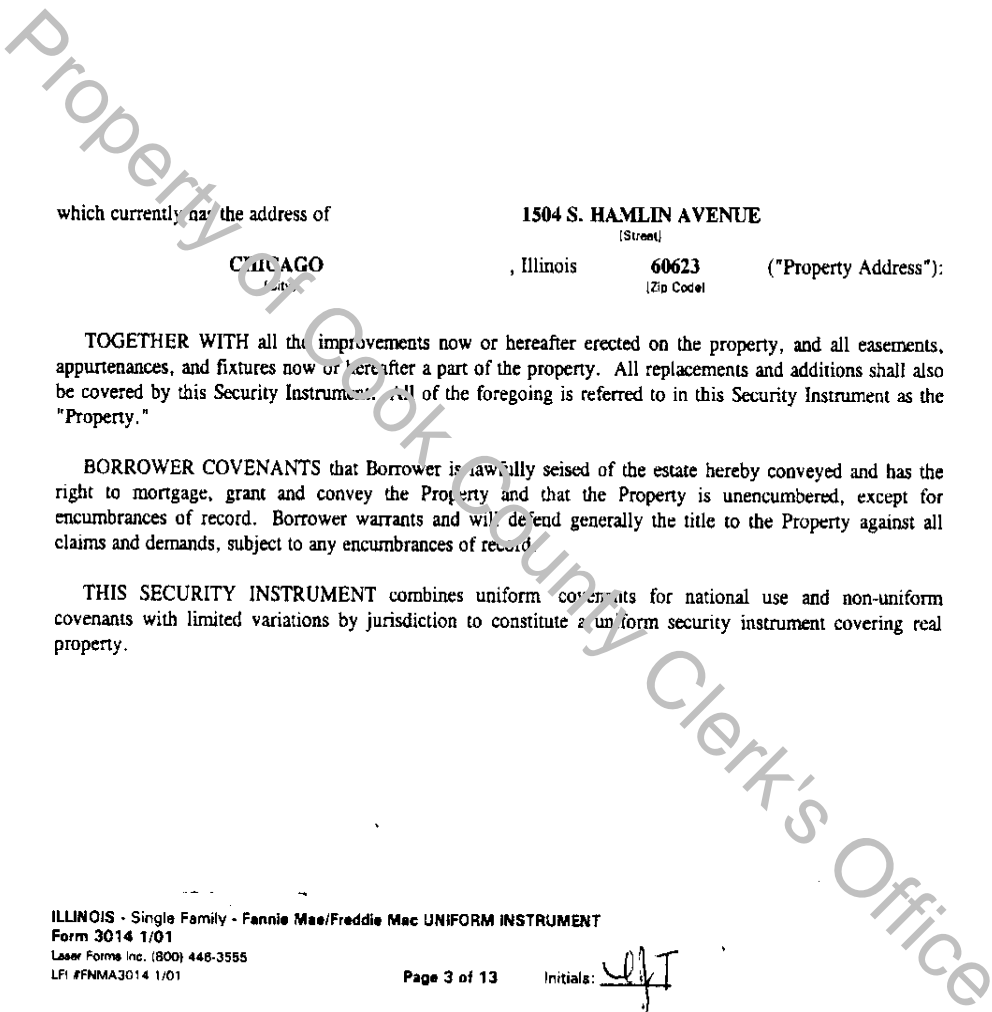 which currently has the address of 1504 S. HAMLIN AVENUE
[Street]
CHICAGO , Illinois 60623 ("Property Address"):
[City] [Zip Code]
TOGETHER WITH all the improvements now or hereafter erected on the property, and all easements,
appurtenances, and fixtures now or hereafter a part of the property. All replacements and additions shall also
be covered by this Security Instrument. All of the foregoing is referred to in this Security Instrument as the
"Property."
BORROWER COVENANTS that Borrower is lawfully seised of the estate hereby conveyed and has the
right to mortgage, grant and convey the Property and that the Property is unencumbered, except for
encumbrances of record. Borrower warrants and will defend generally the title to the Property against all
claims and demands, subject to any encumbrances of record.
THIS SECURITY INSTRUMENT combines uniform covenants for national use and non-uniform
covenants with limited variations by jurisdiction to constitute a uniform security instrument covering real
property.
ILLINOIS - Single Family - Fannie Mae/Freddie Mac UNIFORM INSTRUMENT
Form 3014 1/01
Laser Forms Inc. (800) 446-3555
LFI #FNMA3014 1/01 Page 3 of 13 Initials:
Property of Cook County Clerk's Office